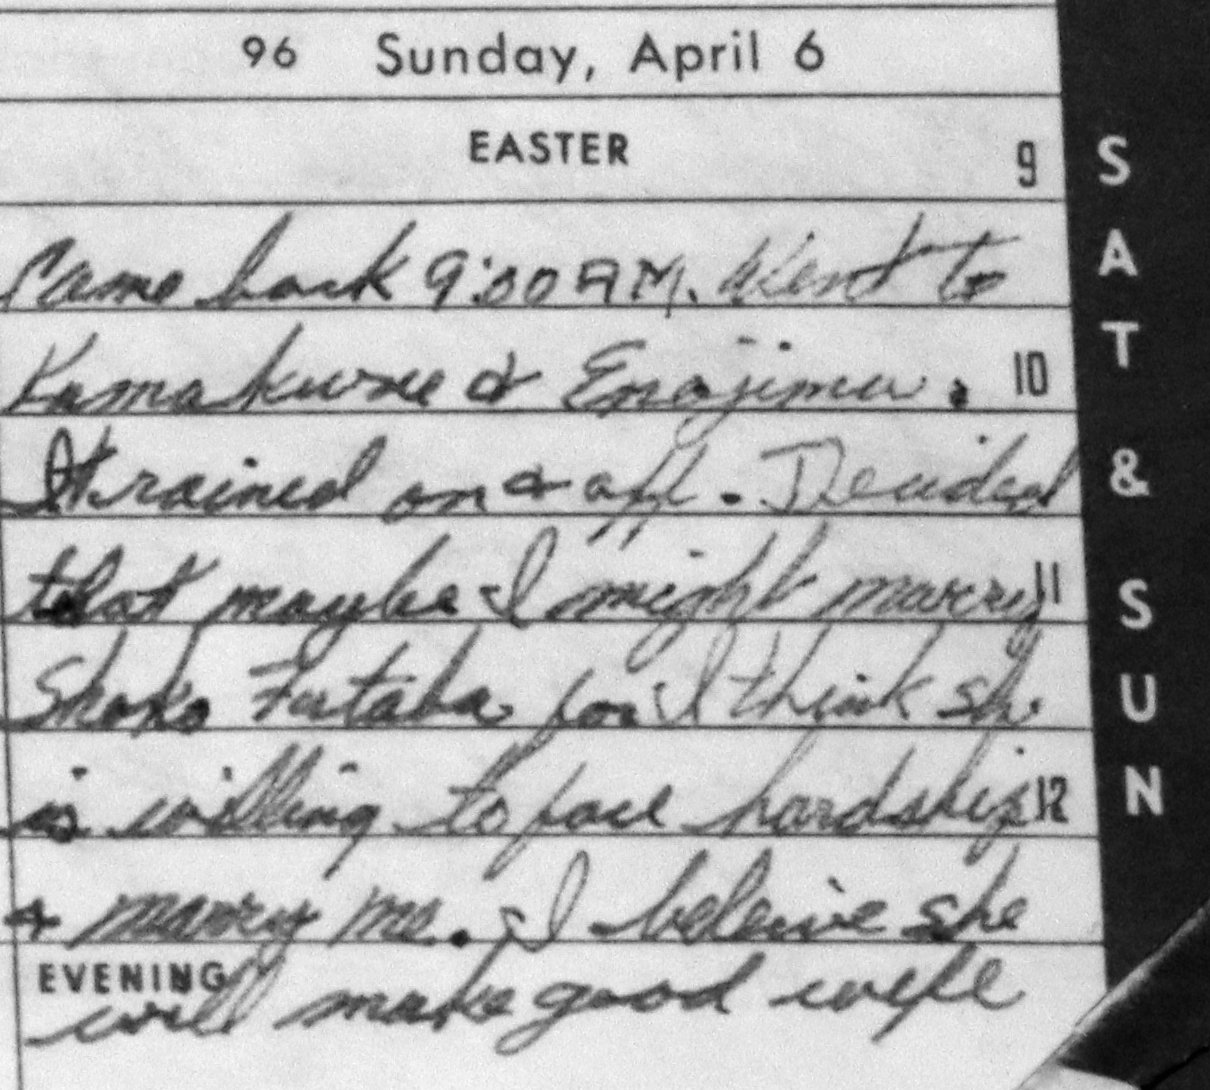 96 Sunday, April 6
EASTER
9
Came back 9:00 AM. Went to
Kamakura & Enojima. 10
It rained on & off. Decided
that maybe I might marry 11
Shoko Futaba for I think she
is willing to face hardship 12
& marry me. I beleive she
EVENING
will make good wife
SAT & SUN